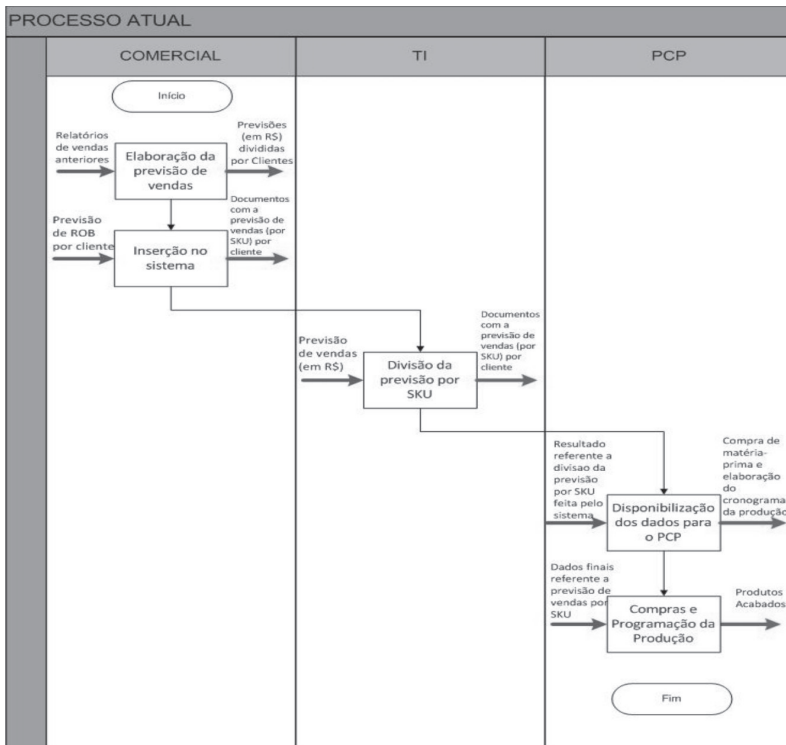 PROCESSO ATUAL
COMERCIAL
TI
PCP
Início
Relatórios
de vendas
anteriores
Elaboração da
previsão de
vendas
Previsões
(em R$)
divididas
por Clientes
Previsão
de ROB
por cliente
Inserção no
sistema
Documentos
com a
previsão de
vendas (por
SKU) por
cliente
Previsão
de vendas
(em R$)
Divisão da
previsão por
SKU
Documentos
com a
previsão de
vendas (por
SKU) por
cliente
Resultado
referente a
divisao da
previsão
por SKU
feita pelo
sistema
Disponibilização
dos dados para
o PCP
Compra de
matéria-
prima e
elaboração
do
cronograma
da produção
Dados finais
referente a
previsão de
vendas por
SKU
Compras e
Programação da
Produção
Produtos
Acabados
Fim